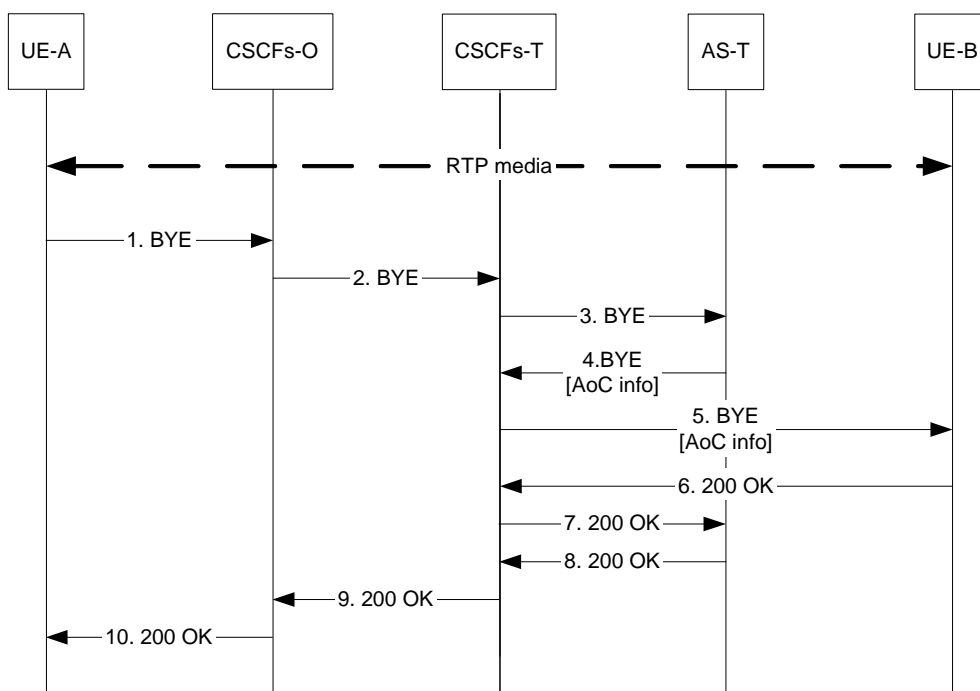 UE-A
CSCFs-O
CSCFs-T
AS-T
UE-B
RTP media
1. BYE
2. BYE
3. BYE
4.BYE
[AoC info]
5. BYE
[AoC info]
6. 200 OK
7. 200 OK
8. 200 OK
9. 200 OK
10. 200 OK